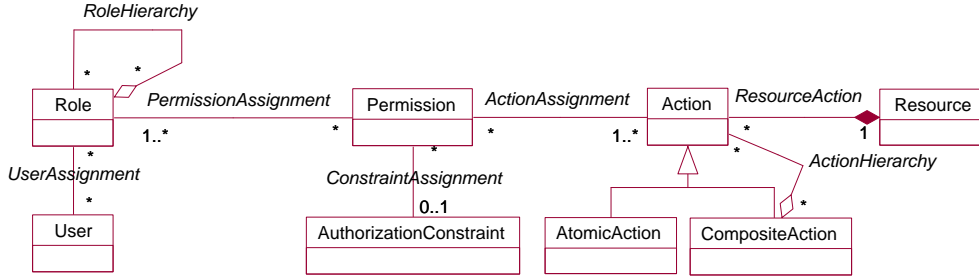 RoleHierarchy
* *
Role PermissionAssignment Permission ActionAssignment Action ResourceAction Resource
1..* * * 1..* * 1
* * * ActionHierarchy
UserAssignment ConstraintAssignment
* 0..1 *
User AuthorizationConstraint AtomicAction CompositeAction